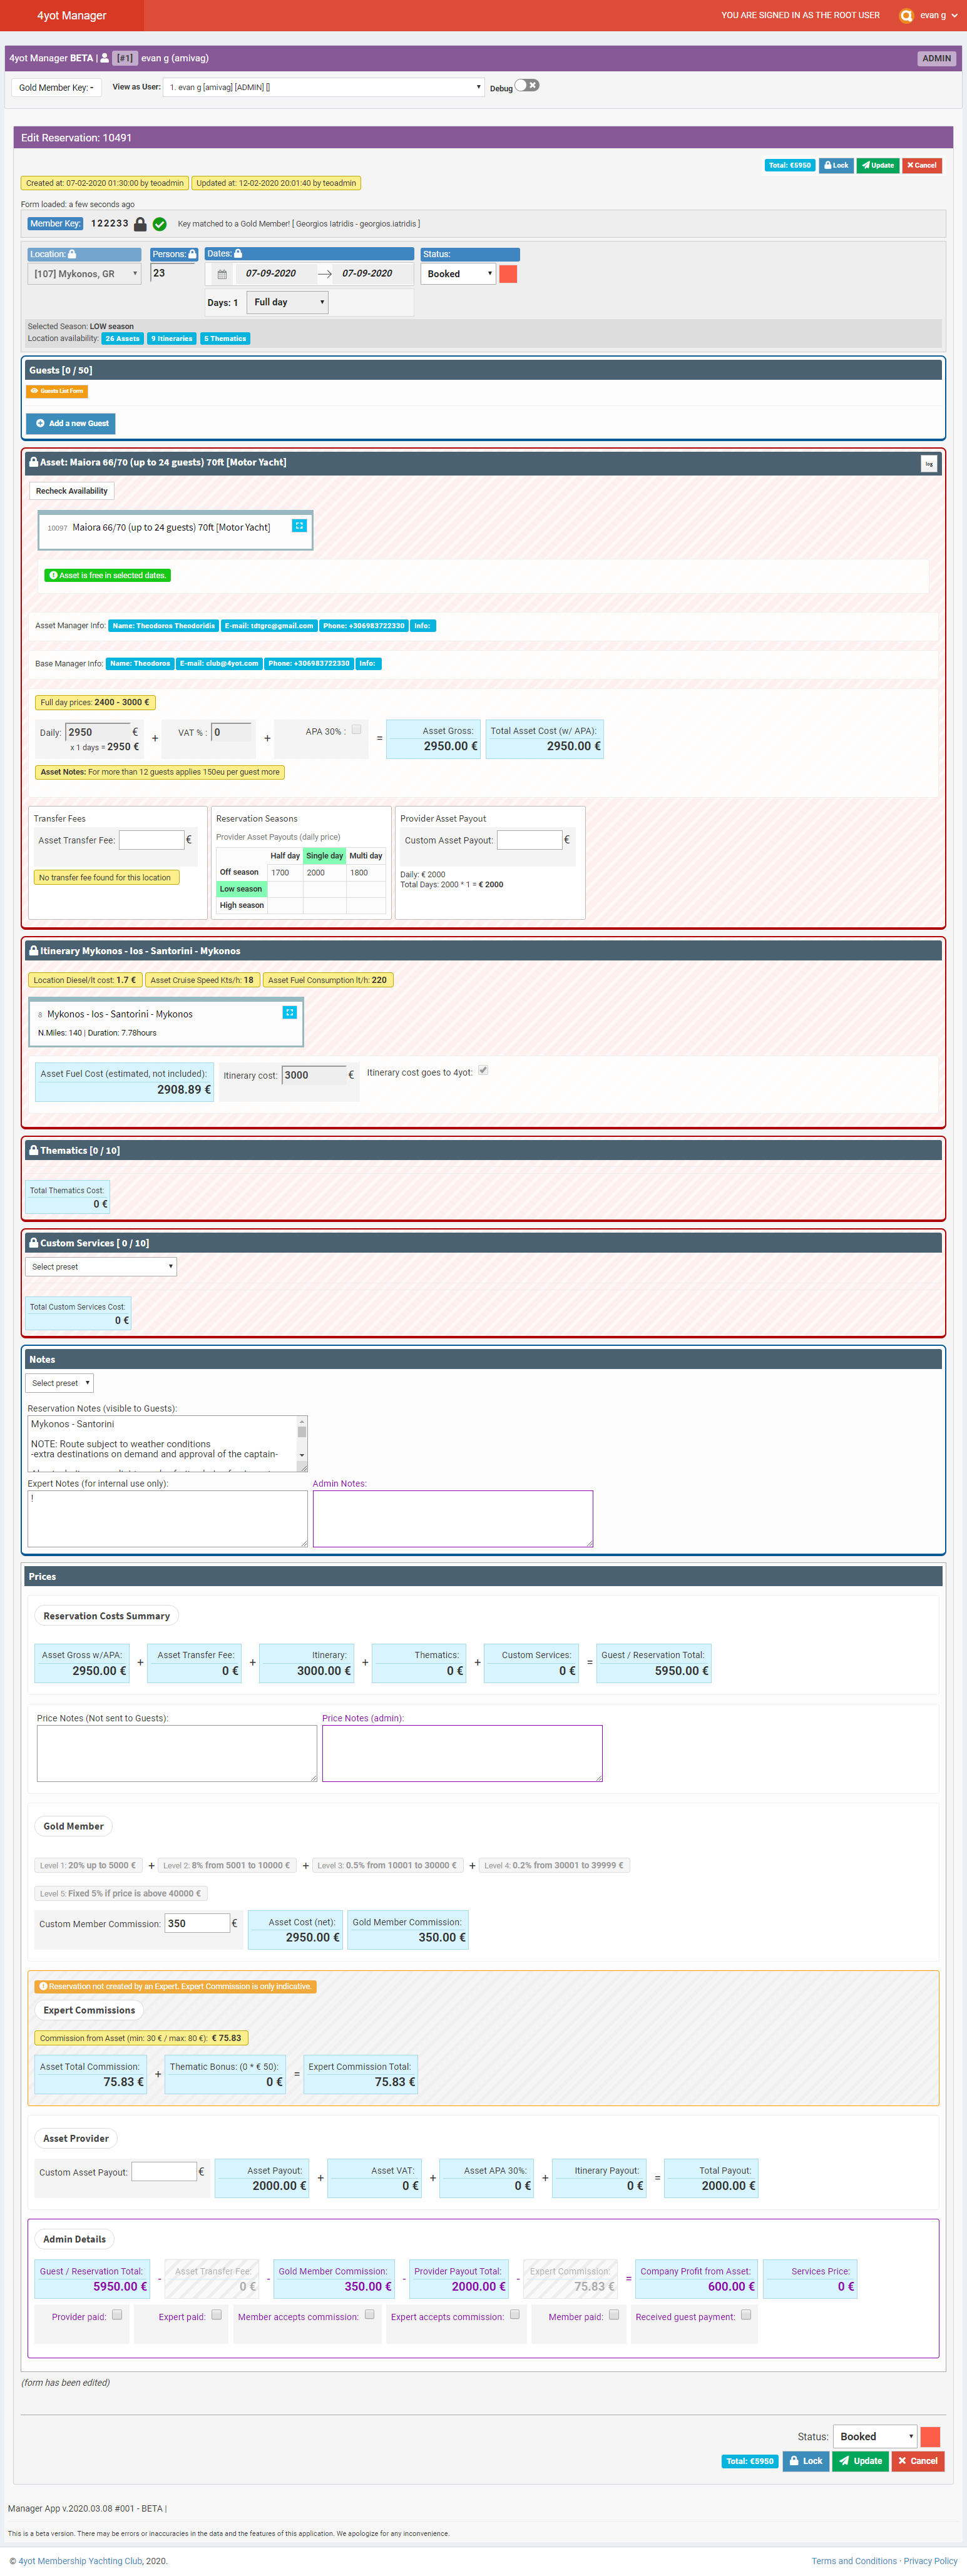 4yot Manager
YOU ARE SIGNED IN AS THE ROOT USER evan g
4yot Manager BETA | [#1] evan g (amivag) ADMIN
Gold Member Key: - View as User: 1. evan g [amivag] [ADMIN] [] Debug
Edit Reservation: 10491
Total: €5950 Lock Update Cancel
Created at: 07-02-2020 01:30:00 by teoadmin Updated at: 12-02-2020 20:01:40 by teoadmin
Form loaded: a few seconds ago
Member Key: 122233 Key matched to a Gold Member! [ Georgios Iatridis - georgios.iatridis ]
Location: Persons: Dates: Status:
[107] Mykonos, GR 23 07-09-2020 → 07-09-2020 Booked
Days: 1 Full day
Selected Season: LOW season
Location availability: 26 Assets 9 Itineraries 5 Thematics
Guests [0 / 50]
Guests List Form
Add a new Guest
Asset: Maiora 66/70 (up to 24 guests) 70ft [Motor Yacht] log
Recheck Availability
10097 Maiora 66/70 (up to 24 guests) 70ft [Motor Yacht]
Asset is free in selected dates.
Asset Manager Info: Name: Theodoros Theodoridis E-mail: tdtgrc@gmail.com Phone: +306983722330 Info:
Base Manager Info: Name: Theodoros E-mail: club@4yot.com Phone: +306983722330 Info:
Full day prices: 2400 - 3000 €
Daily: 2950 € + VAT % : 0 + APA 30% : = Asset Gross: 2950.00 € Total Asset Cost (w/ APA): 2950.00 €
x 1 days = 2950 €
Asset Notes: For more than 12 guests applies 150eu per guest more
Transfer Fees Reservation Seasons Provider Asset Payout
Asset Transfer Fee: € Provider Asset Payouts (daily price) Custom Asset Payout: €
Half day Single day Multi day
No transfer fee found for this location Off season 1700 2000 1800 Daily: € 2000
Low season Total Days: 2000 * 1 = € 2000
High season
Itinerary Mykonos - Ios - Santorini - Mykonos
Location Diesel/lt cost: 1.7 € Asset Cruise Speed Kts/h: 18 Asset Fuel Consumption lt/h: 220
8 Mykonos - Ios - Santorini - Mykonos
N.Miles: 140 | Duration: 7.78hours
Asset Fuel Cost (estimated, not included): 2908.89 € Itinerary cost: 3000 € Itinerary cost goes to 4yot:
Thematics [0 / 10]
Total Thematics Cost:
0 €
Custom Services [ 0 / 10]
Select preset
Total Custom Services Cost:
0 €
Notes
Select preset
Reservation Notes (visible to Guests):
Mykonos - Santorini
NOTE: Route subject to weather conditions
-extra destinations on demand and approval of the captain-
Expert Notes (for internal use only): Admin Notes:
!
Prices
Reservation Costs Summary
Asset Gross w/APA: Asset Transfer Fee: Itinerary: Thematics: Custom Services: Guest / Reservation Total:
2950.00 € + 0 € + 3000.00 € + 0 € + 0 € = 5950.00 €
Price Notes (Not sent to Guests): Price Notes (admin):
Gold Member
Level 1: 20% up to 5000 € + Level 2: 8% from 5001 to 10000 € + Level 3: 0.5% from 10001 to 30000 € + Level 4: 0.2% from 30001 to 39999 €
Level 5: Fixed 5% if price is above 40000 €
Custom Member Commission: 350 € Asset Cost (net): 2950.00 € Gold Member Commission: 350.00 €
Reservation not created by an Expert. Expert Commission is only indicative.
Expert Commissions
Commission from Asset (min: 30 € / max: 80 €): € 75.83
Asset Total Commission: Thematic Bonus: (0 * € 50): Expert Commission Total:
75.83 € + 0 € = 75.83 €
Asset Provider
Custom Asset Payout: € Asset Payout: Asset VAT: Asset APA 30%: Itinerary Payout: Total Payout:
2000.00 € + 0 € + 0 € + 0 € = 2000.00 €
Admin Details
Guest / Reservation Total: Asset Transfer Fee: Gold Member Commission: Provider Payout Total: Expert Commission: Company Profit from Asset: Services Price:
5950.00 € - 0 € - 350.00 € - 2000.00 € - 75.83 € = 600.00 € 0 €
Provider paid: Expert paid: Member accepts commission: Expert accepts commission: Member paid: Received guest payment:
(form has been edited)
Status: Booked
Total: €5950 Lock Update Cancel
Manager App v.2020.03.08 #001 - BETA |
This is a beta version. There may be errors or inaccuracies in the data and the features of this application. We apologize for any inconvenience.
© 4yot Membership Yachting Club, 2020. Terms and Conditions · Privacy Policy